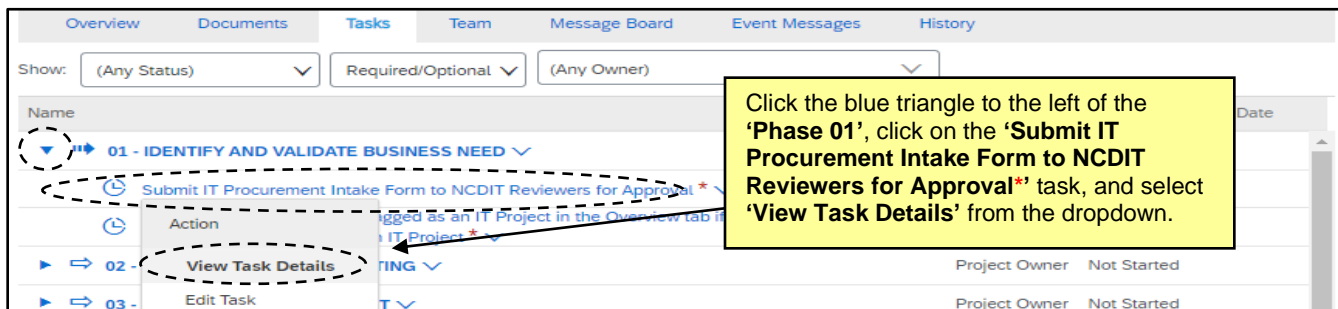 Overview Documents Tasks Team Message Board Event Messages History
Show: (Any Status) Required/Optional (Any Owner)
Name Date
01 - IDENTIFY AND VALIDATE BUSINESS NEED
Submit IT Procurement Intake Form to NCDIT Reviewers for Approval *
Action
gged as an IT Project in the Overview tab if
IT Project *
02 - TING Project Owner Not Started
View Task Details
03 - T Project Owner Not Started
Edit Task
Click the blue triangle to the left of the
‘Phase 01’, click on the ‘Submit IT
Procurement Intake Form to NCDIT
Reviewers for Approval*’ task, and select
‘View Task Details’ from the dropdown.